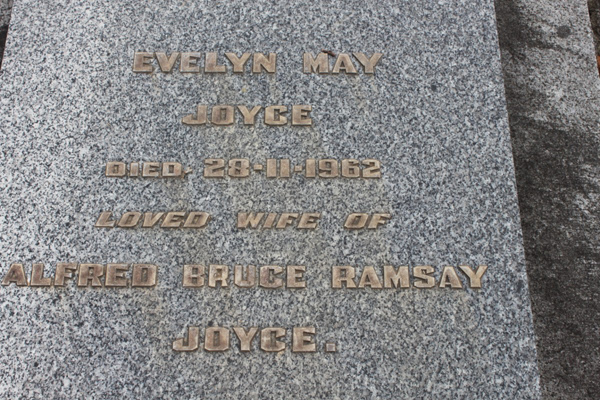 EVELYN MAY
JOYCE
DIED. 28-11-1962
LOVED WIFE OF
ALFRED BRUCE RAMSAY
JOYCE.